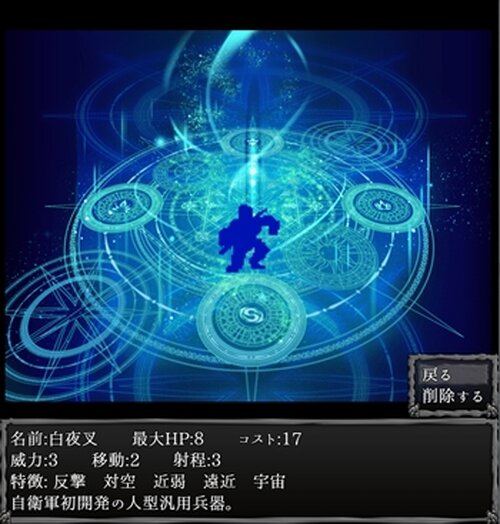 戻る
削除する
名前:白夜叉 最大HP:8 コスト:17
威力:3 移動:2 射程:3
特徴: 反撃 対空 近弱 遠近 宇宙
自衛軍初開発の人型汎用兵器。